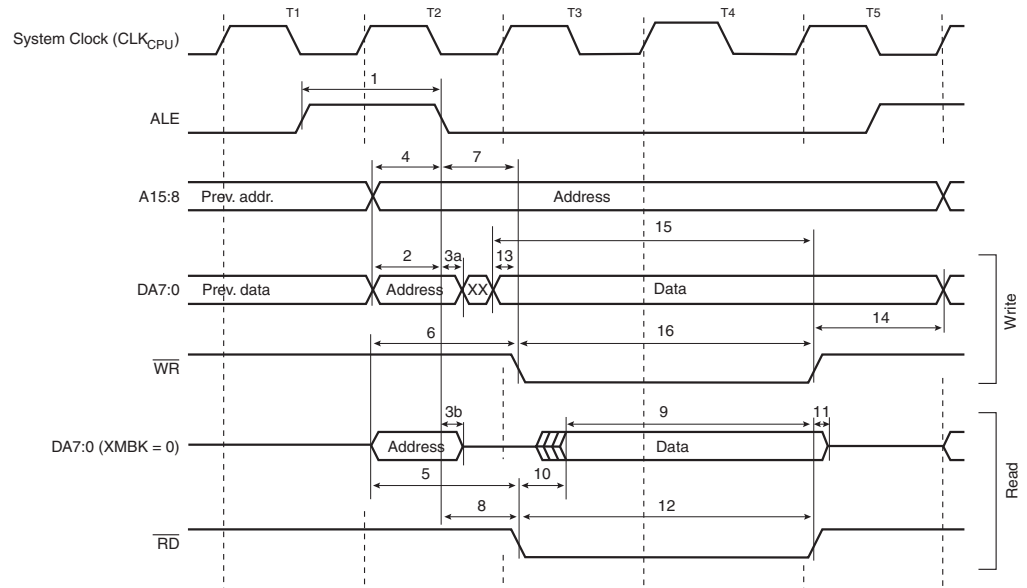 T1 T2 T3 T4 T5
System Clock (CLKCPU)
1
ALE
4 7
A15:8 Prev. addr. Address
15
2 3a 13
DA7:0 Prev. data Address XX Data
14
6 16
WR
Write
3b 9 11
DA7:0 (XMBK = 0) Address Data
5 10
8 12
RD
Read